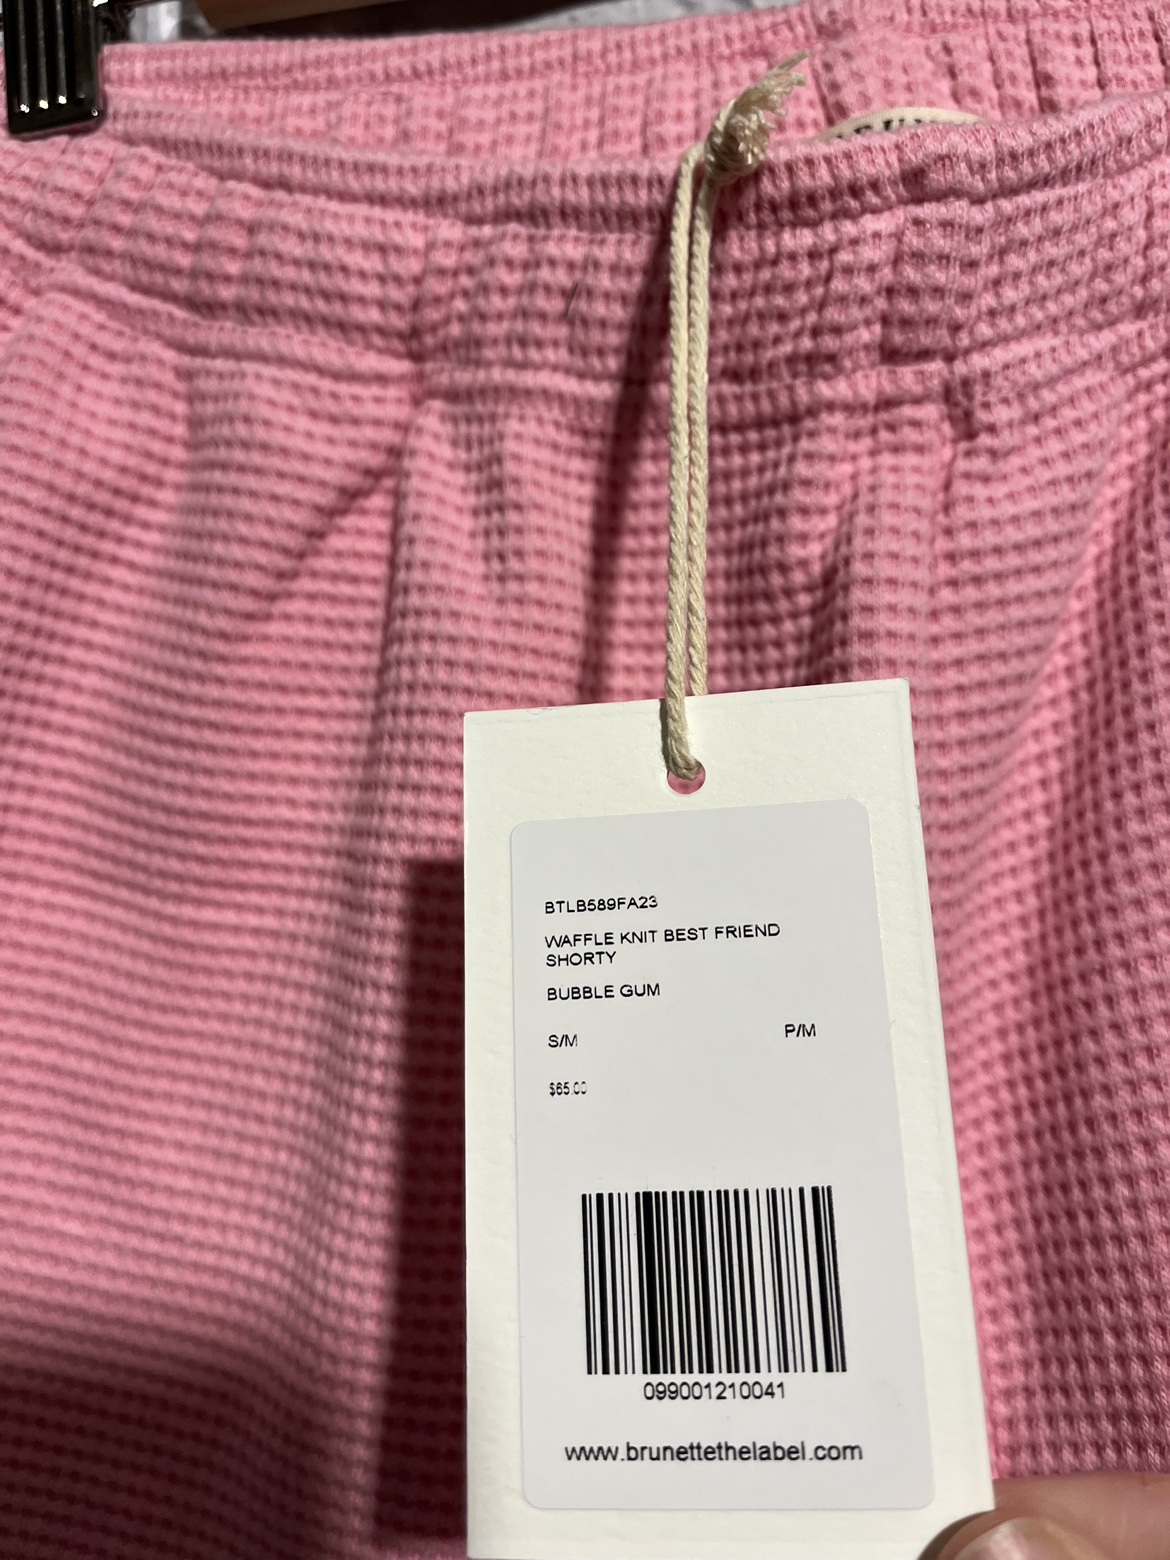 BTLB589FA23
WAFFLE KNIT BEST FRIEND
SHORTY
BUBBLE GUM
S/M P/M
$65.00
099001210041
www.brunettethelabel.com